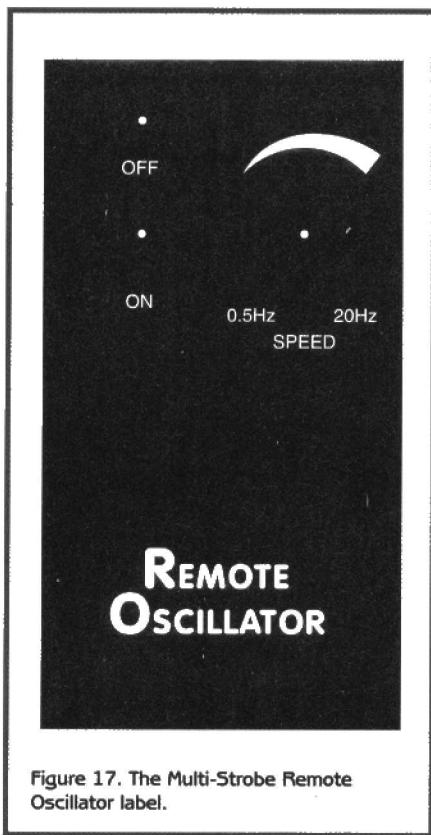 OFF
ON
0.5Hz 20Hz
SPEED
REMOTE
OSCILLATOR
Figure 17. The Multi-Strobe Remote
Oscillator label.